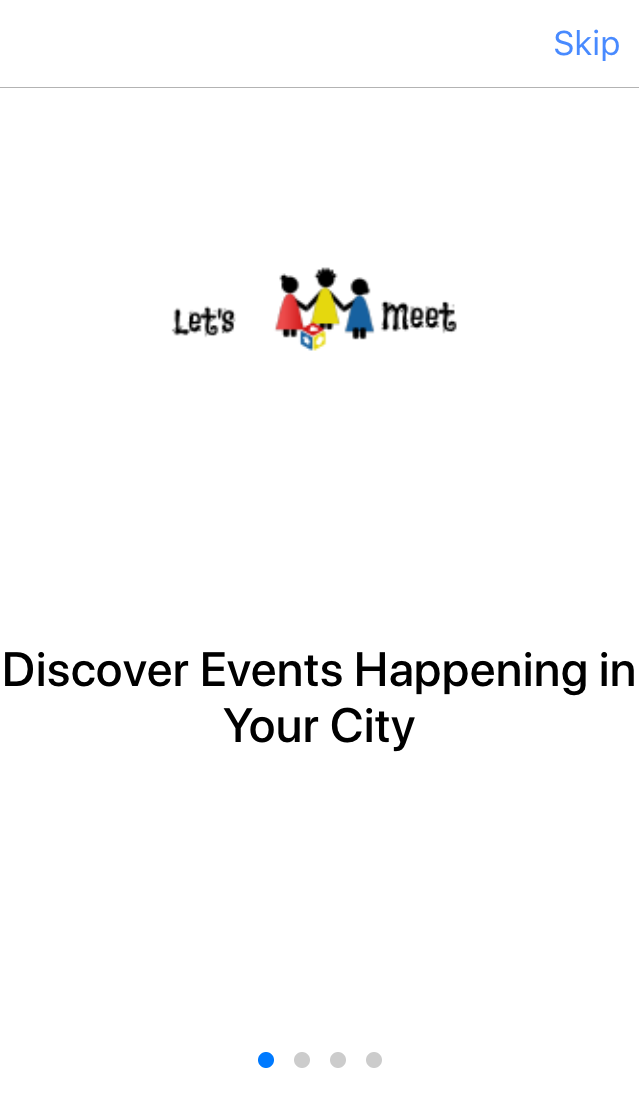 Skip
Let's meet
Discover Events Happening in
Your City